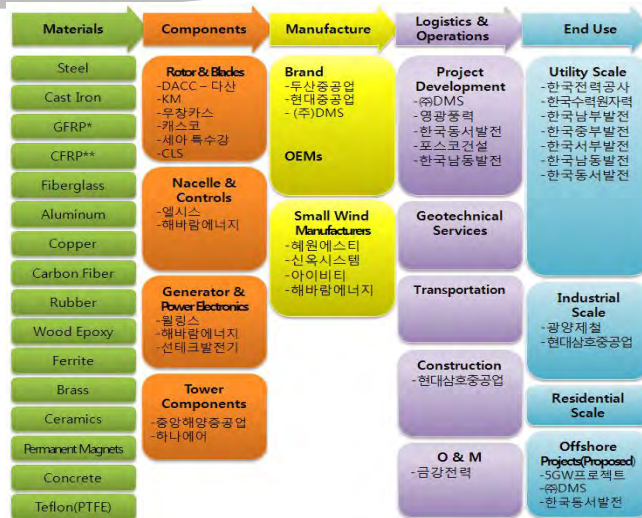 Materials
Components
Manufacture
Logistics &
Operations
End Use
Steel
Cast Iron
GFRP*
CFRP**
Fiberglass
Aluminum
Copper
Carbon Fiber
Rubber
Wood Epoxy
Ferrite
Brass
Ceramics
Permanent Magnets
Concrete
Teflon(PTFE)
Rotor & Blades
-DACC – 다산
-KM
-우창카스
-캐스코
-세아 특수강
-CLS
Nacelle &
Controls
-엘시스
-해바람에너지
Generator &
Power Electronics
-윌링스
-해바람에너지
-선테크발전기
Tower
Components
-중앙해양중공업
-하나에어
Brand
-두산중공업
-현대중공업
- (주)DMS
OEMs
Small Wind
Manufacturers
-혜원에스티
-신옥시스템
-아이비티
-해바람에너지
Project
Development
-㈜DMS
-영광풍력
-한국동서발전
-포스코건설
-한국남동발전
Geotechnical
Services
Transportation
Construction
-현대삼호중공업
O & M
-금강전력
Utility Scale
-한국전력공사
-한국수력원자력
-한국남부발전
-한국중부발전
-한국서부발전
-한국남동발전
-한국동서발전
Industrial
Scale
-광양제철
-현대삼호중공업
Residential
Scale
Offshore
Projects(Proposed)
-5GW프로젝트
-㈜DMS
-한국동서발전